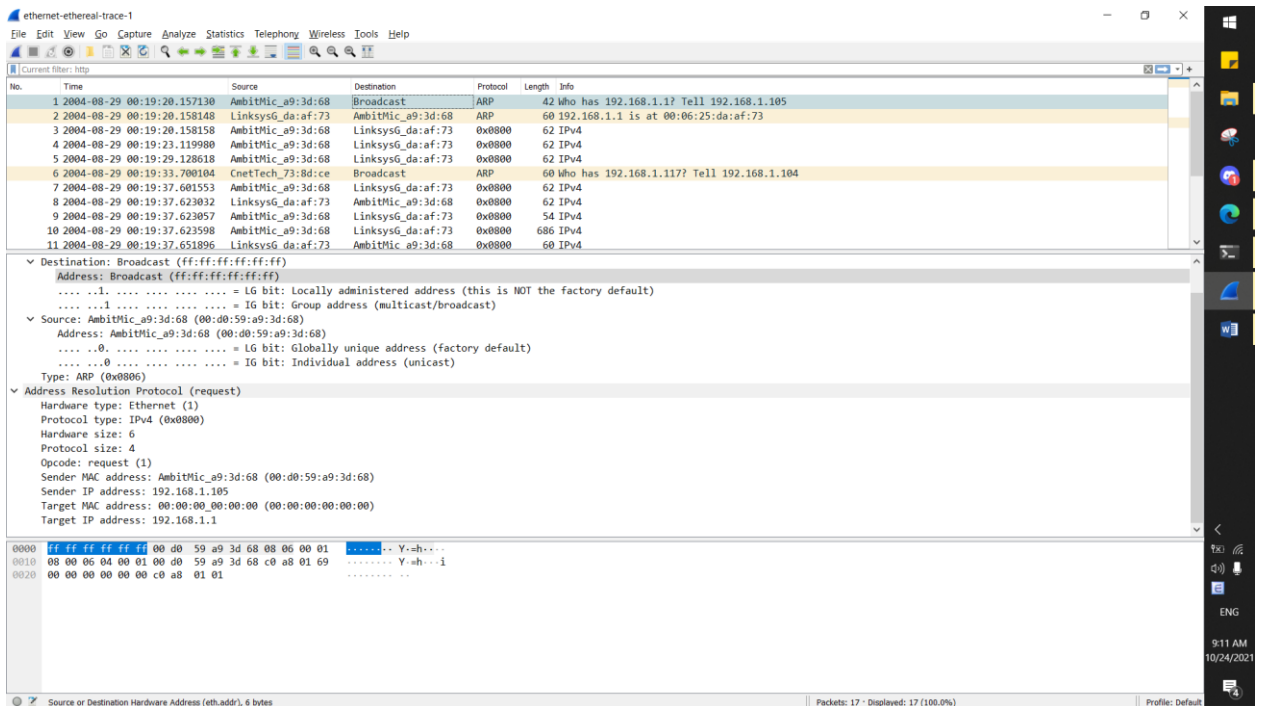 ethernet-ethereal-trace-1
File Edit View Go Capture Analyze Statistics Telephony Wireless Tools Help
Current filter: http
No. Time Source Destination Protocol Length Info
1 2004-08-29 00:19:20.157130 AmbitMic_a9:3d:68 Broadcast ARP 42 Who has 192.168.1.1? Tell 192.168.1.105
2 2004-08-29 00:19:20.158148 LinksysG_da:af:73 AmbitMic_a9:3d:68 ARP 60 192.168.1.1 is at 00:06:25:da:af:73
3 2004-08-29 00:19:20.158158 AmbitMic_a9:3d:68 LinksysG_da:af:73 0x0800 62 IPv4
4 2004-08-29 00:19:23.119980 AmbitMic_a9:3d:68 LinksysG_da:af:73 0x0800 62 IPv4
5 2004-08-29 00:19:29.128618 AmbitMic_a9:3d:68 LinksysG_da:af:73 0x0800 62 IPv4
6 2004-08-29 00:19:33.700104 CnetTech_73:8d:ce Broadcast ARP 60 Who has 192.168.1.117? Tell 192.168.1.104
7 2004-08-29 00:19:37.601553 AmbitMic_a9:3d:68 LinksysG_da:af:73 0x0800 62 IPv4
8 2004-08-29 00:19:37.623032 LinksysG_da:af:73 AmbitMic_a9:3d:68 0x0800 62 IPv4
9 2004-08-29 00:19:37.623057 AmbitMic_a9:3d:68 LinksysG_da:af:73 0x0800 54 IPv4
10 2004-08-29 00:19:37.623598 AmbitMic_a9:3d:68 LinksysG_da:af:73 0x0800 686 IPv4
11 2004-08-29 00:19:37.651896 LinksysG_da:af:73 AmbitMic_a9:3d:68 0x0800 60 IPv4
Destination: Broadcast (ff:ff:ff:ff:ff:ff)
Address: Broadcast (ff:ff:ff:ff:ff:ff)
.... ..1. .... .... .... .... = LG bit: Locally administered address (this is NOT the factory default)
.... ...1 .... .... .... .... = IG bit: Group address (multicast/broadcast)
Source: AmbitMic_a9:3d:68 (00:d0:59:a9:3d:68)
Address: AmbitMic_a9:3d:68 (00:d0:59:a9:3d:68)
.... ..0. .... .... .... .... = LG bit: Globally unique address (factory default)
.... ...0 .... .... .... .... = IG bit: Individual address (unicast)
Type: ARP (0x0806)
Address Resolution Protocol (request)
Hardware type: Ethernet (1)
Protocol type: IPv4 (0x0800)
Hardware size: 6
Protocol size: 4
Opcode: request (1)
Sender MAC address: AmbitMic_a9:3d:68 (00:d0:59:a9:3d:68)
Sender IP address: 192.168.1.105
Target MAC address: 00:00:00_00:00:00 (00:00:00:00:00:00)
Target IP address: 192.168.1.1
0000 ff ff ff ff ff ff 00 d0 59 a9 3d 68 08 06 00 01 ········ Y·=h····
0010 08 00 06 04 00 01 00 d0 59 a9 3d 68 c0 a8 01 69 ········ Y·=h···i
0020 00 00 00 00 00 00 c0 a8 01 01 ········ ··
Source or Destination Hardware Address (eth.addr), 6 bytes
Packets: 17 · Displayed: 17 (100.0%)
Profile: Default
ENG
9:11 AM
10/24/2021
4